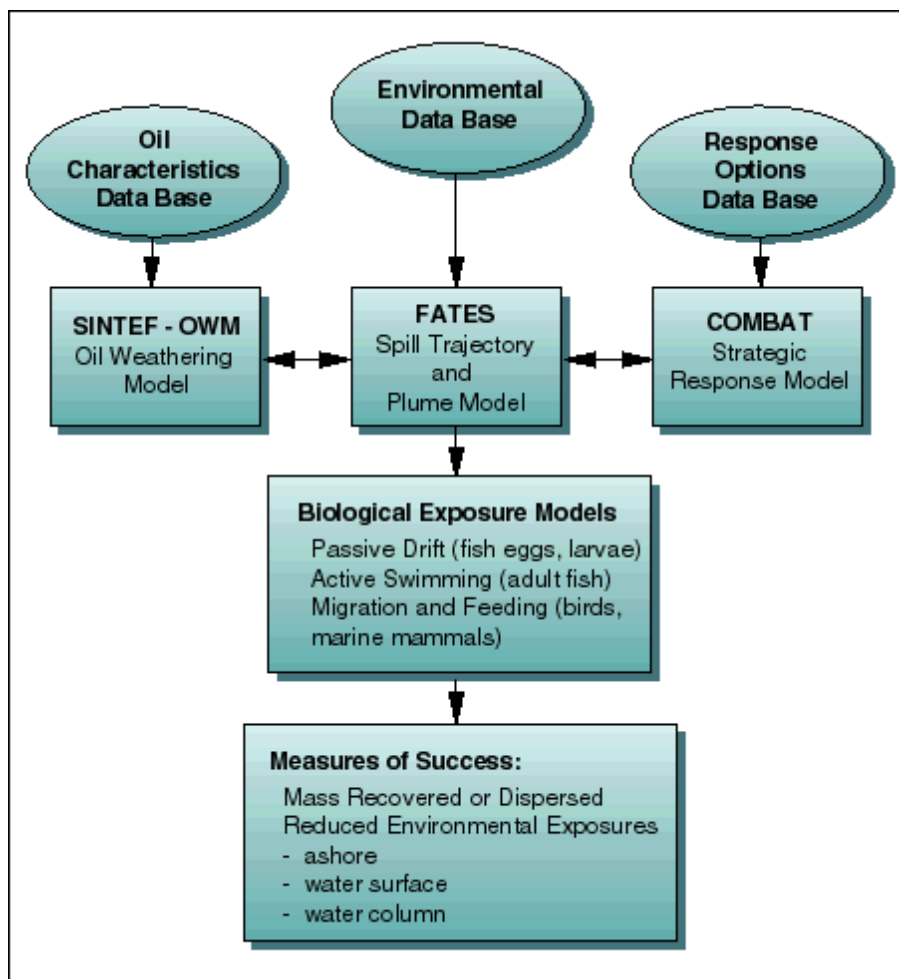 Environmental
Data Base
Oil
Characteristics
Data Base
Response
Options
Data Base
SINTEF - OWM
Oil Weathering
Model
FATES
Spill Trajectory
and
Plume Model
COMBAT
Strategic
Response Model
Biological Exposure Models
Passive Drift (fish eggs, larvae)
Active Swimming (adult fish)
Migration and Feeding (birds,
marine mammals)
Measures of Success:
Mass Recovered or Dispersed
Reduced Environmental Exposures
- ashore
- water surface
- water column